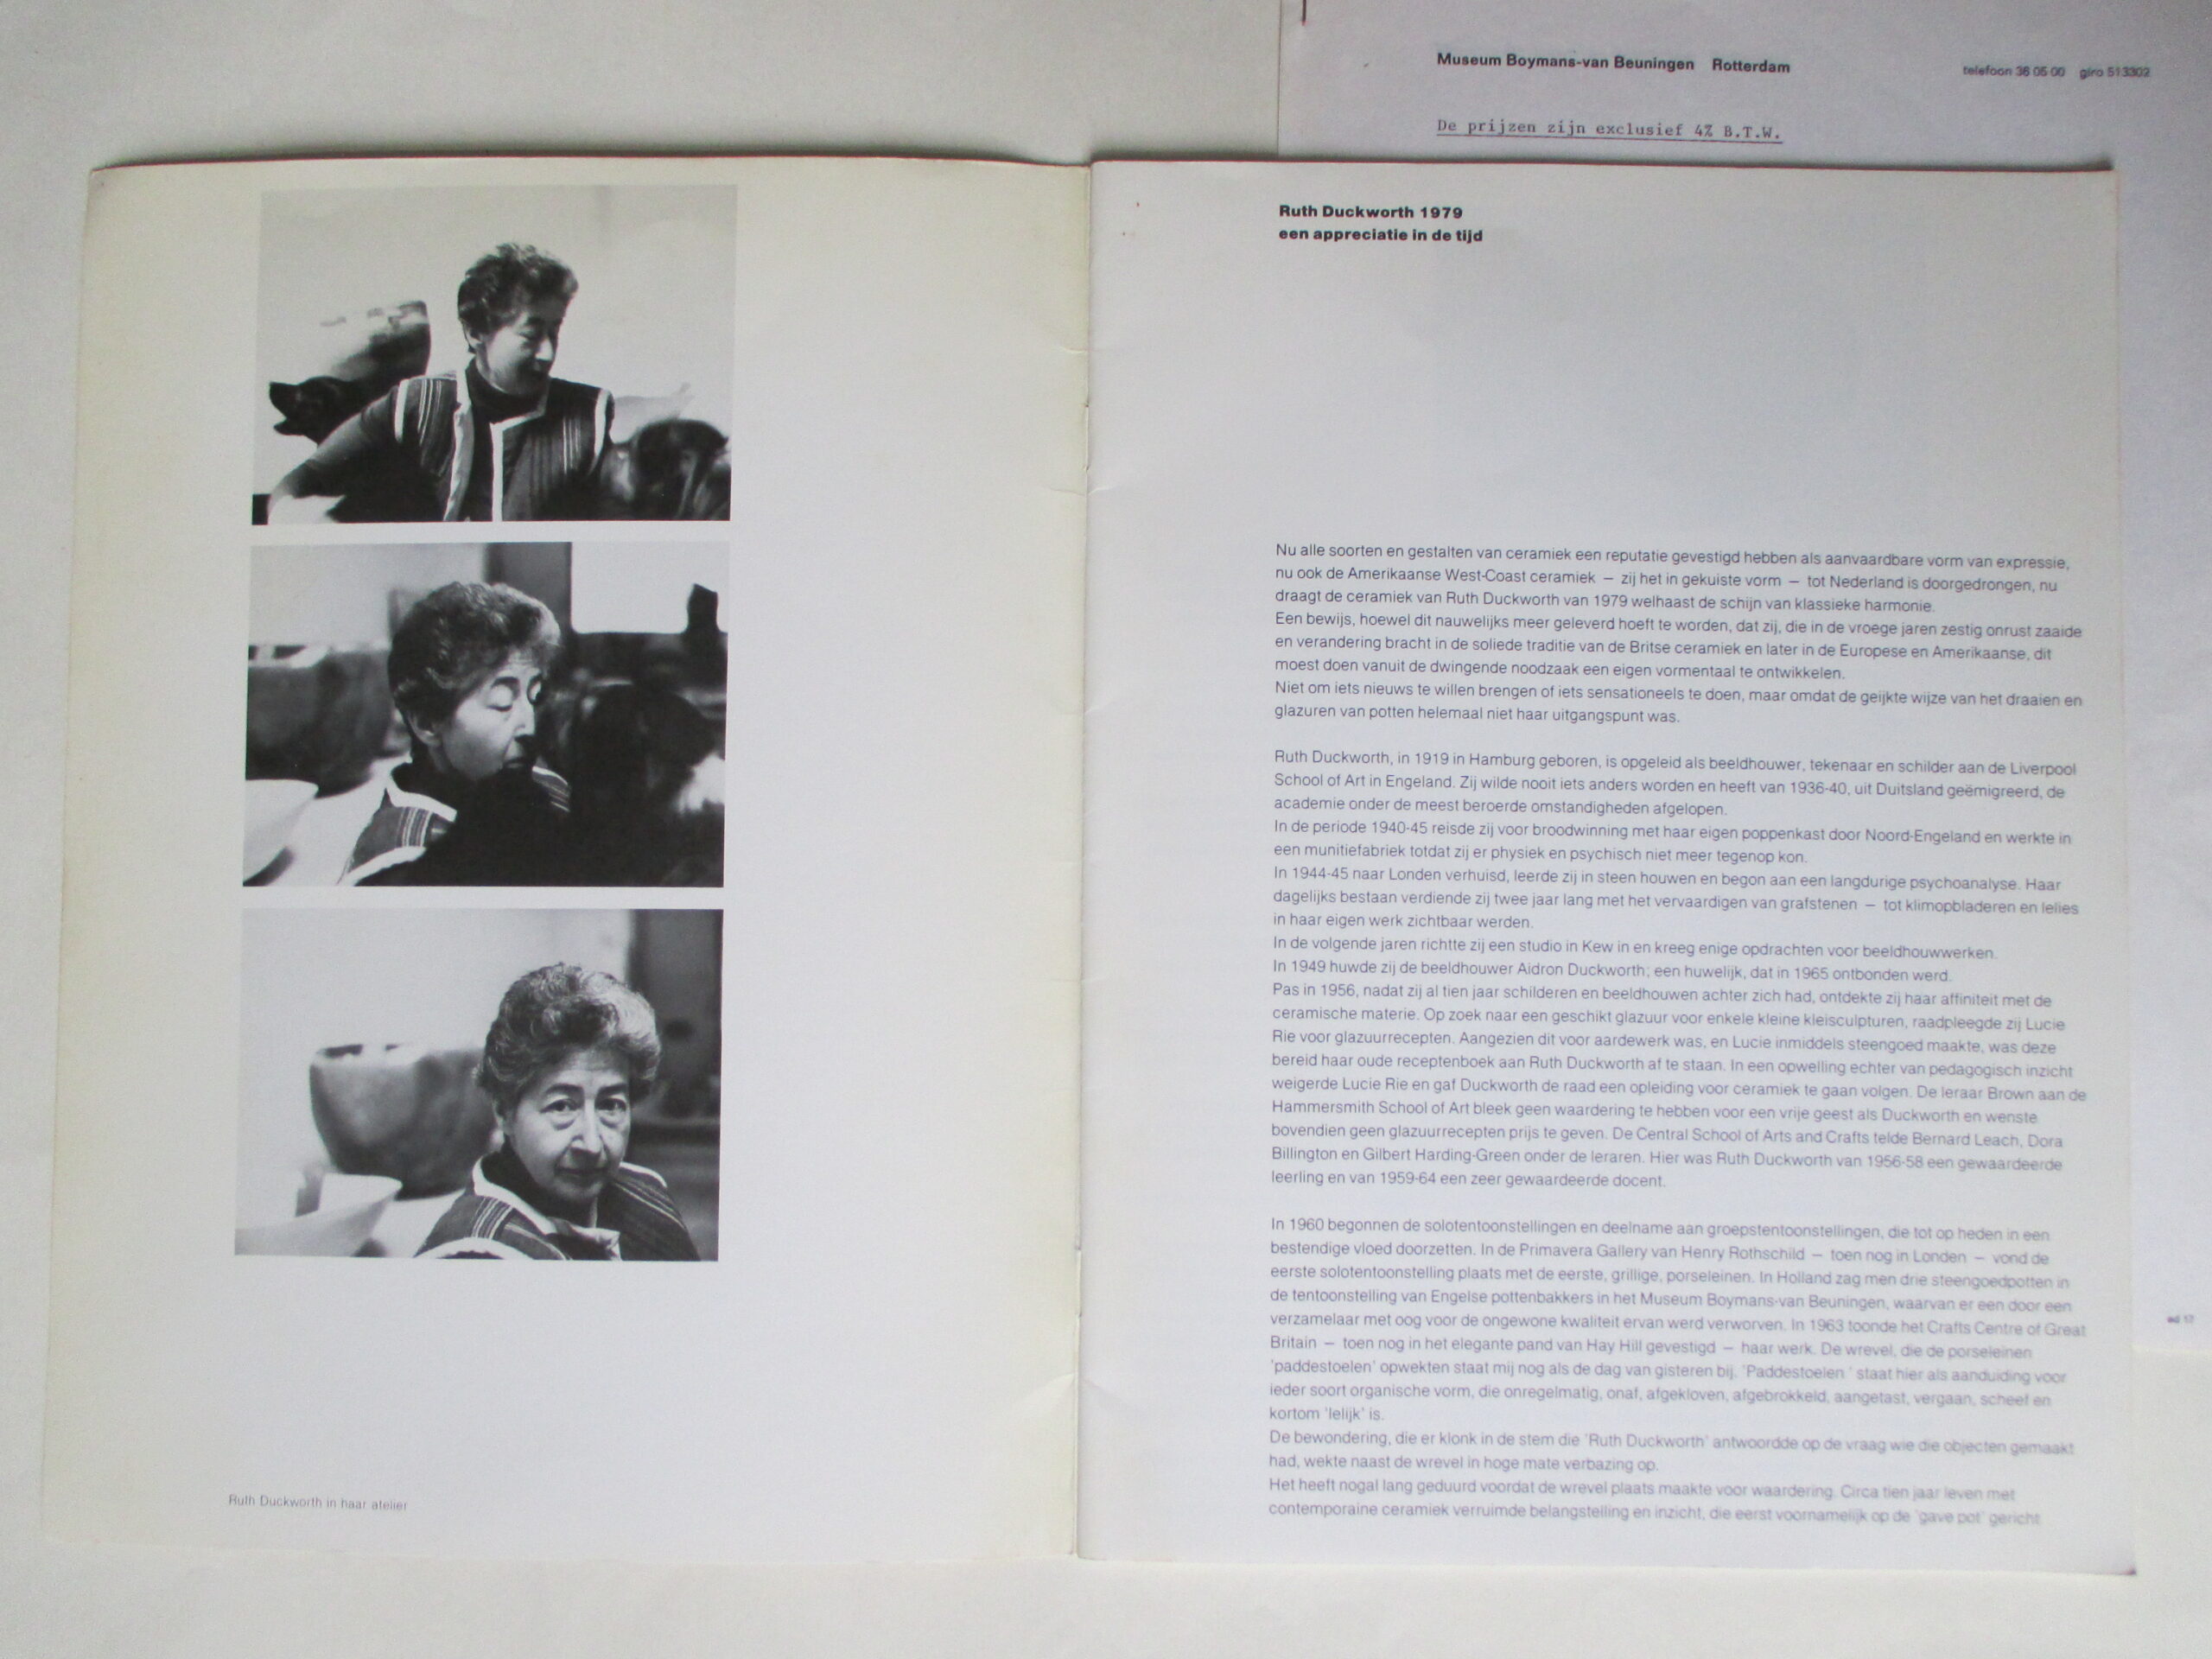 Museum Boymans-van Beuningen Rotterdam
telefoon 36 05 00 giro 513302
De prijzen zijn exclusief 4% B.T.W.
Ruth Duckworth 1979
een appreciatie in de tijd
Nu alle soorten en gestalten van ceramiek een reputatie gevestigd hebben als aanvaardbare vorm van expressie,
nu ook de Amerikaanse West-Coast ceramiek — zij het in gekuiste vorm — tot Nederland is doorgedrongen, nu
draagt de ceramiek van Ruth Duckworth van 1979 welhaast de schijn van klassieke harmonie.
Een bewijs, hoewel dit nauwelijks meer geleverd hoeft te worden, dat zij, die in de vroege jaren zestig onrust zaaide
en verandering bracht in de soliede traditie van de Britse ceramiek en later in de Europese en Amerikaanse, dit
moest doen vanuit de dwingende noodzaak een eigen vormentaal te ontwikkelen.
Niet om iets nieuws te willen brengen of iets sensationeels te doen, maar omdat de geijkte wijze van het draaien en
glazuren van potten helemaal niet haar uitgangspunt was.
Ruth Duckworth, in 1919 in Hamburg geboren, is opgeleid als beeldhouwer, tekenaar en schilder aan de Liverpool
School of Art in Engeland. Zij wilde nooit iets anders worden en heeft van 1936-40, uit Duitsland geëmigreerd, de
academie onder de meest beroerde omstandigheden afgelopen.
In de periode 1940-45 reisde zij voor broodwinning met haar eigen poppenkast door Noord-Engeland en werkte in
een munitiefabriek totdat zij er physiek en psychisch niet meer tegenop kon.
In 1944-45 naar Londen verhuisd, leerde zij in steen houwen en begon aan een langdurige psychoanalyse. Haar
dagelijks bestaan verdiende zij twee jaar lang met het vervaardigen van grafstenen — tot klimopbladeren en lelies
in haar eigen werk zichtbaar werden.
In de volgende jaren richtte zij een studio in Kew in en kreeg enige opdrachten voor beeldhouwwerken.
In 1949 huwde zij de beeldhouwer Aidron Duckworth; een huwelijk, dat in 1965 ontbonden werd.
Pas in 1956, nadat zij al tien jaar schilderen en beeldhouwen achter zich had, ontdekte zij haar affiniteit met de
ceramische materie. Op zoek naar een geschikt glazuur voor enkele kleine kleisculpturen, raadpleegde zij Lucie
Rie voor glazuurrecepten. Aangezien dit voor aardewerk was, en Lucie inmiddels steengoed maakte, was deze
bereid haar oude receptenboek aan Ruth Duckworth af te staan. In een opwelling echter van pedagogisch inzicht
weigerde Lucie Rie en gaf Duckworth de raad een opleiding voor ceramiek te gaan volgen. De leraar Brown aan de
Hammersmith School of Art bleek geen waardering te hebben voor een vrije geest als Duckworth en wenste
bovendien geen glazuurrecepten prijs te geven. De Central School of Arts and Crafts telde Bernard Leach, Dora
Billington en Gilbert Harding-Green onder de leraren. Hier was Ruth Duckworth van 1956-58 een gewaardeerde
leerling en van 1959-64 een zeer gewaardeerde docent.
In 1960 begonnen de solotentoonstellingen en deelname aan groepstentoonstellingen, die tot op heden in een
bestendige vloed doorzetten. In de Primavera Gallery van Henry Rothschild — toen nog in Londen — vond de
eerste solotentoonstelling plaats met de eerste, grillige, porseleinen. In Holland zag men drie steengoedpotten in
de tentoonstelling van Engelse pottenbakkers in het Museum Boymans-van Beuningen, waarvan er een door een
verzamelaar met oog voor de ongewone kwaliteit ervan werd verworven. In 1963 toonde het Crafts Centre of Great
Britain — toen nog in het elegante pand van Hay Hill gevestigd — haar werk. De wrevel, die de porseleinen
'paddestoelen' opwekten staat mij nog als de dag van gisteren bij. 'Paddestoelen ' staat hier als aanduiding voor
ieder soort organische vorm, die onregelmatig, onaf, afgekloven, afgebrokkeld, aangetast, vergaan, scheef en
kortom 'lelijk' is.
De bewondering, die er klonk in de stem die 'Ruth Duckworth' antwoordde op de vraag wie die objecten gemaakt
had, wekte naast de wrevel in hoge mate verbazing op.
Het heeft nogal lang geduurd voordat de wrevel plaats maakte voor waardering. Circa tien jaar leven met
contemporaine ceramiek verruimde belangstelling en inzicht, die eerst voornamelijk op de 'gave pot' gericht
Ruth Duckworth in haar atelier